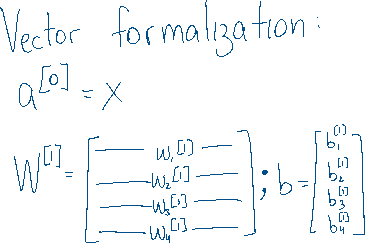 Vector formalization:
a^[0] = x
W^[1] = [ — w₁^[1] — ; b = [ b₁^[1]
— w₂^[1] — b₂^[1]
— w₃^[1] — b₃^[1]
— w₄^[1] — ] b₄^[1] ]